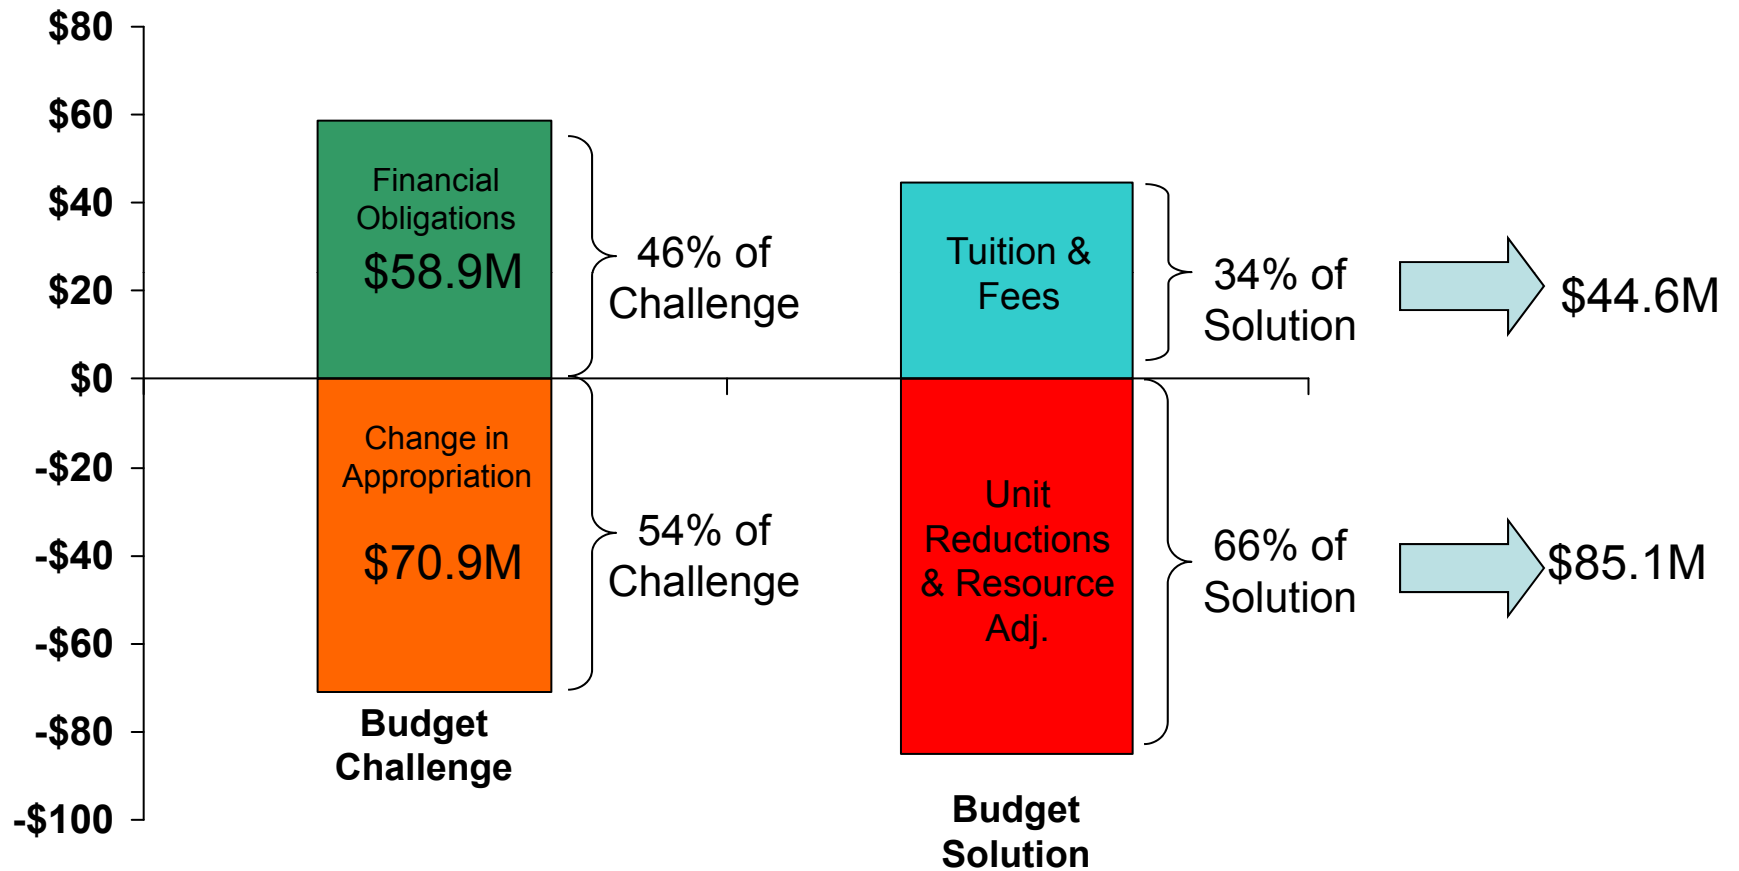 $80
$60
$40
$20
$0
-$20
-$40
-$60
-$80
-$100
Financial
Obligations
$58.9M
46% of
Challenge
Change in
Appropriation
$70.9M
54% of
Challenge
Budget
Challenge
Tuition &
Fees
34% of
Solution
$44.6M
Unit
Reductions
& Resource
Adj.
66% of
Solution
$85.1M
Budget
Solution